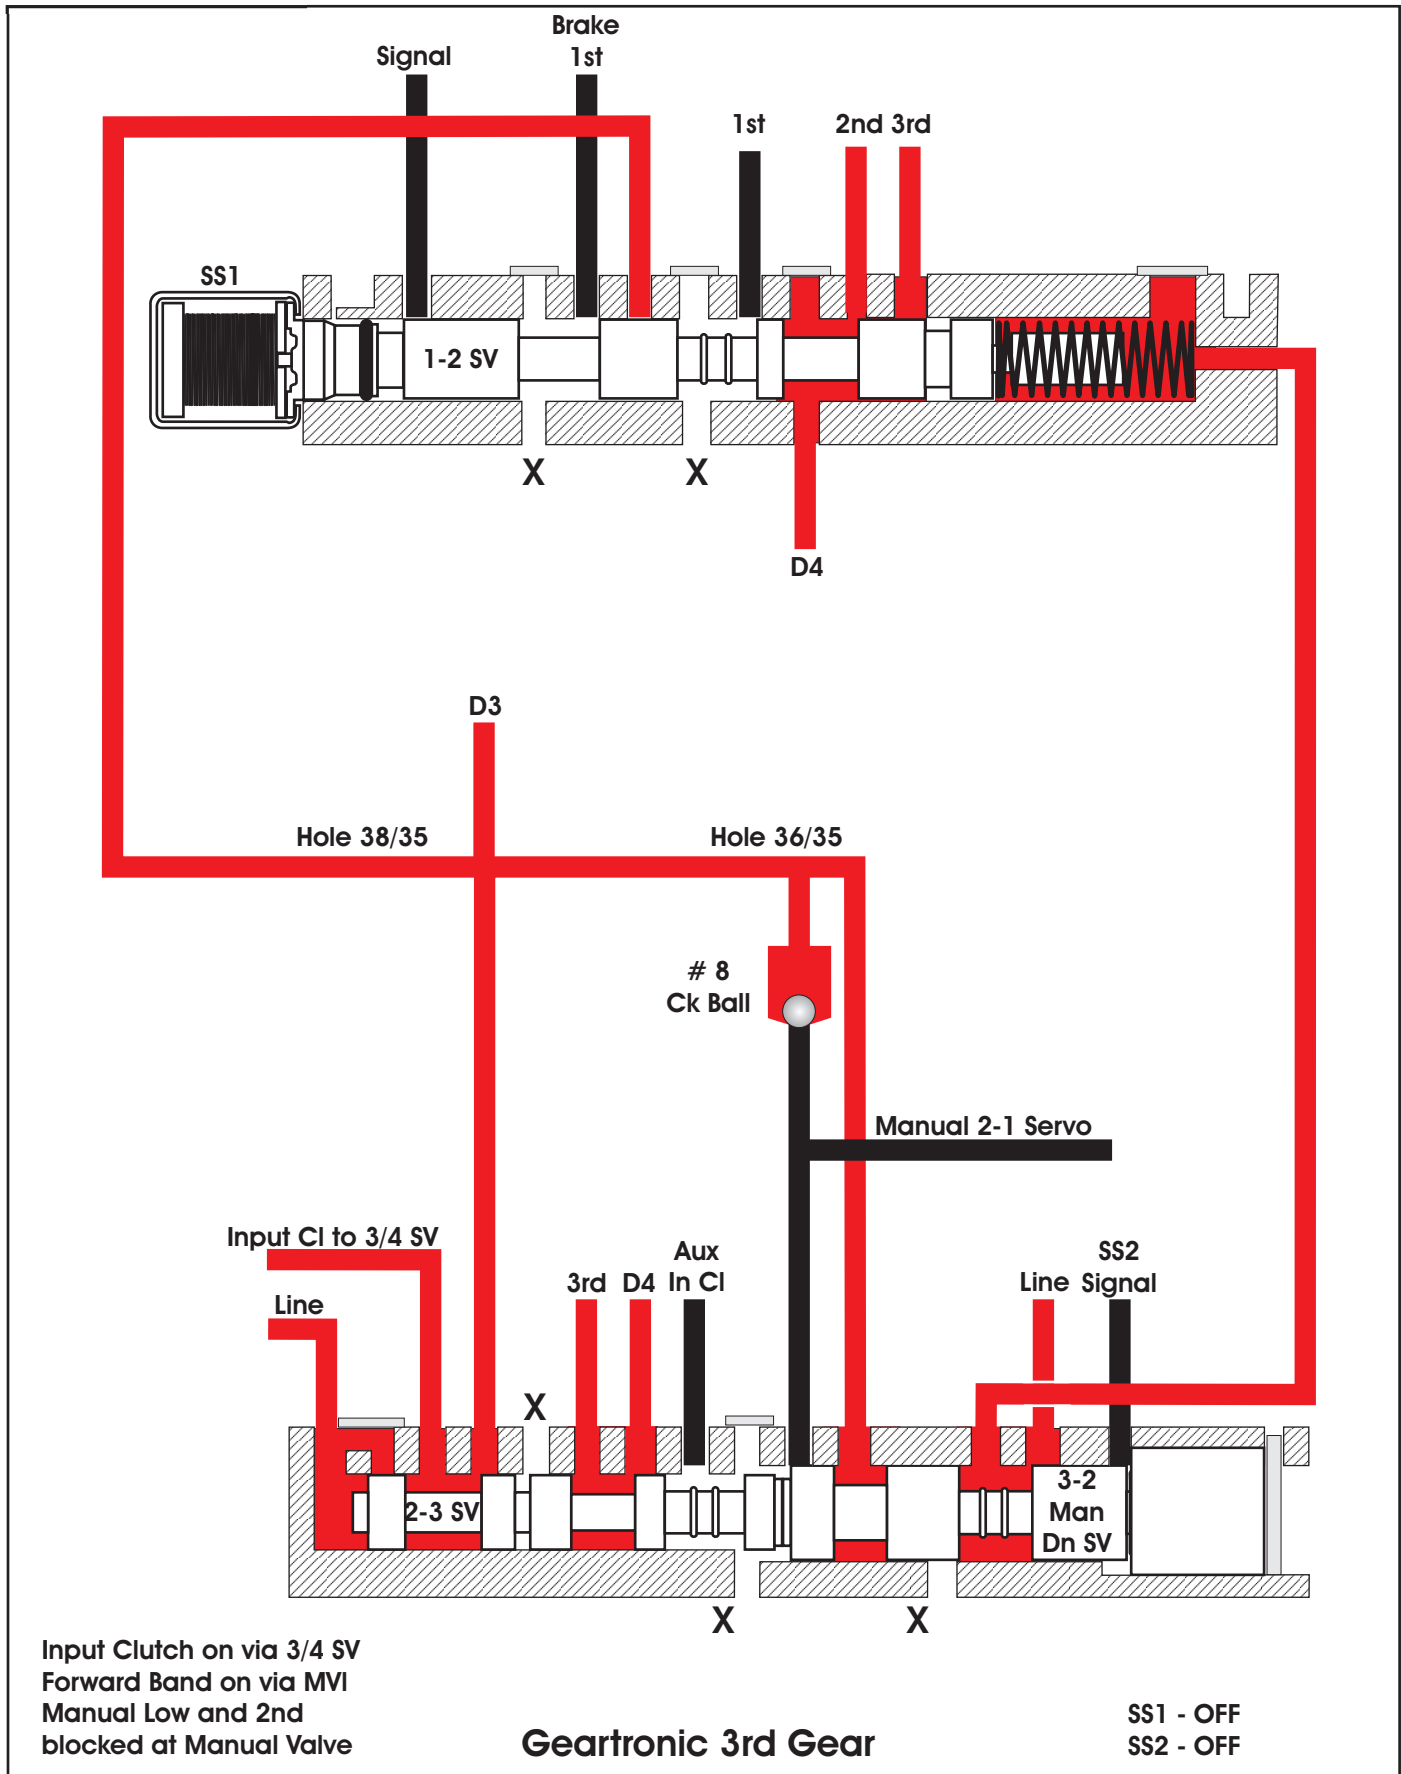 Brake
Signal
1st
1st
2nd 3rd
SS1
1-2 SV
X
X
D4
D3
Hole 38/35
Hole 36/35
# 8
Ck Ball
Manual 2-1 Servo
Input Cl to 3/4 SV
Line
3rd
D4
Aux
In Cl
Line
SS2
Signal
X
2-3 SV
3-2
Man
Dn SV
X
X
Input Clutch on via 3/4 SV
Forward Band on via MVl
Manual Low and 2nd
blocked at Manual Valve
Geartronic 3rd Gear
SS1 - OFF
SS2 - OFF